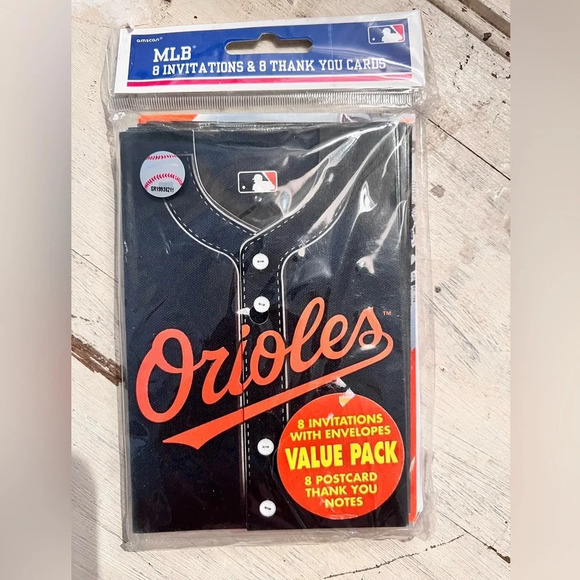 amscan®
MLB®
8 INVITATIONS & 8 THANK YOU CARDS
Orioles™
8 INVITATIONS
WITH ENVELOPES
VALUE PACK
8 POSTCARD
THANK YOU
NOTES